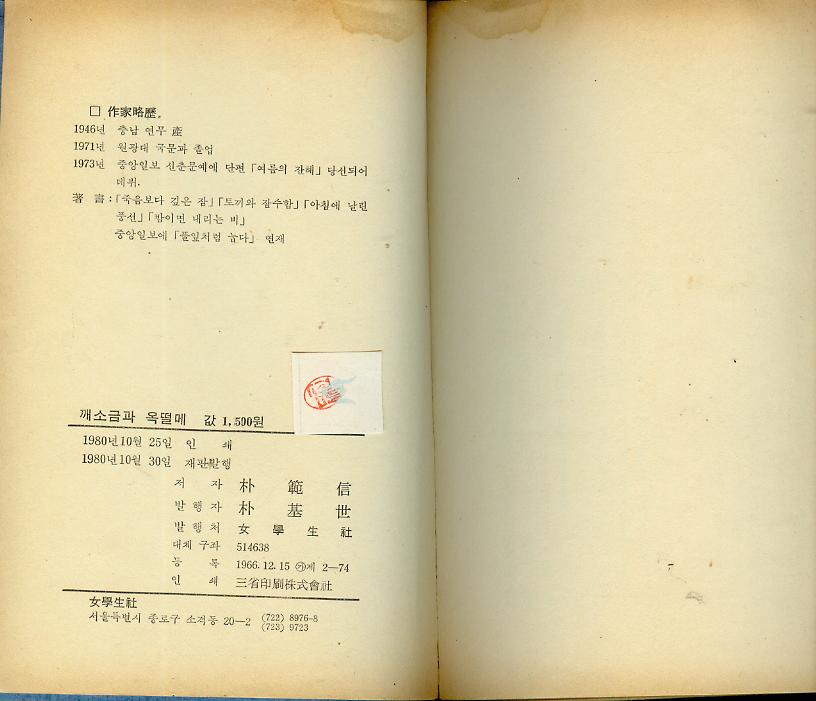 □ 作家略歷。
1946년 충남 연무 産
1971년 원광대 국문과 졸업
1973년 중앙일보 신춘문예에 단편「여름의 잔해」당선되어
데뷔.
著 書:「죽음보다 깊은 잠」「토끼와 잠수함」「아침에 날린
풍선」「밤이면 내리는 비」
중앙일보에「풀잎처럼 눕다」연재
깨소금과 옥떨메 값 1,500원
1980년 10월 25일 인 쇄
1980년 10월 30일 재판발행
저 자 朴 範 信
발 행 자 朴 基 世
발 행 처 女 學 生 社
대체 구좌 514638
등 록 1966.12.15 ㉮제 2—74
인 쇄 三省印刷株式會社
女學生社
서울특별시 종로구 소격동 20—2 (722) 8976-8
(723) 9723